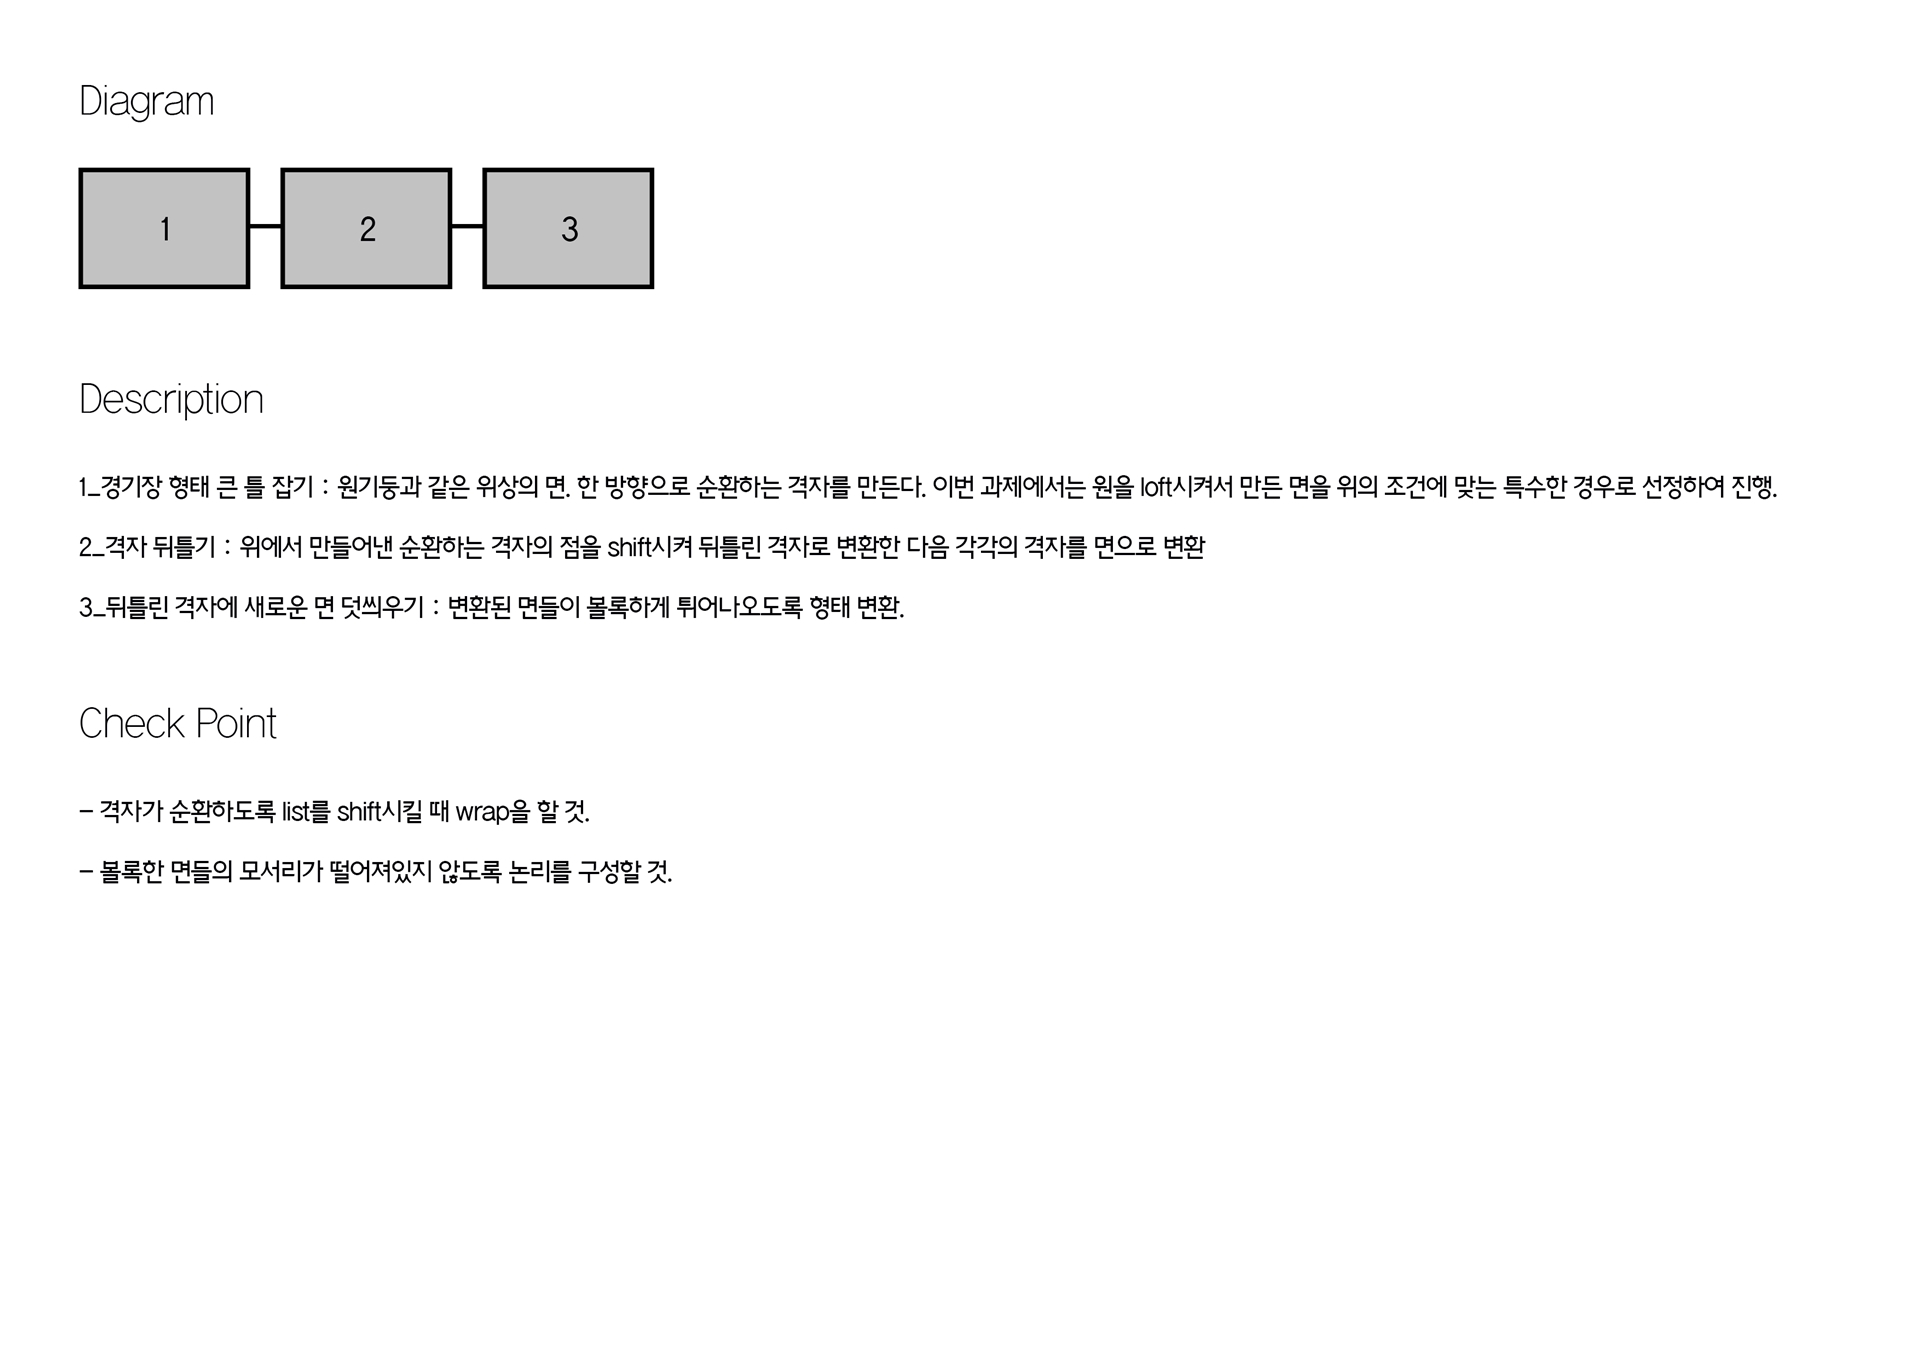 Diagram
1 2 3
Description
1_경기장 형태 큰 틀 잡기 : 원기둥과 같은 위상의 면. 한 방향으로 순환하는 격자를 만든다. 이번 과제에서는 원을 loft시켜서 만든 면을 위의 조건에 맞는 특수한 경우로 선정하여 진행.
2_격자 뒤틀기 : 위에서 만들어낸 순환하는 격자의 점을 shift시켜 뒤틀린 격자로 변환한 다음 각각의 격자를 면으로 변환
3_뒤틀린 격자에 새로운 면 덧씌우기 : 변환된 면들이 볼록하게 튀어나오도록 형태 변환.
Check Point
- 격자가 순환하도록 list를 shift시킬 때 wrap을 할 것.
- 볼록한 면들의 모서리가 떨어져있지 않도록 논리를 구성할 것.